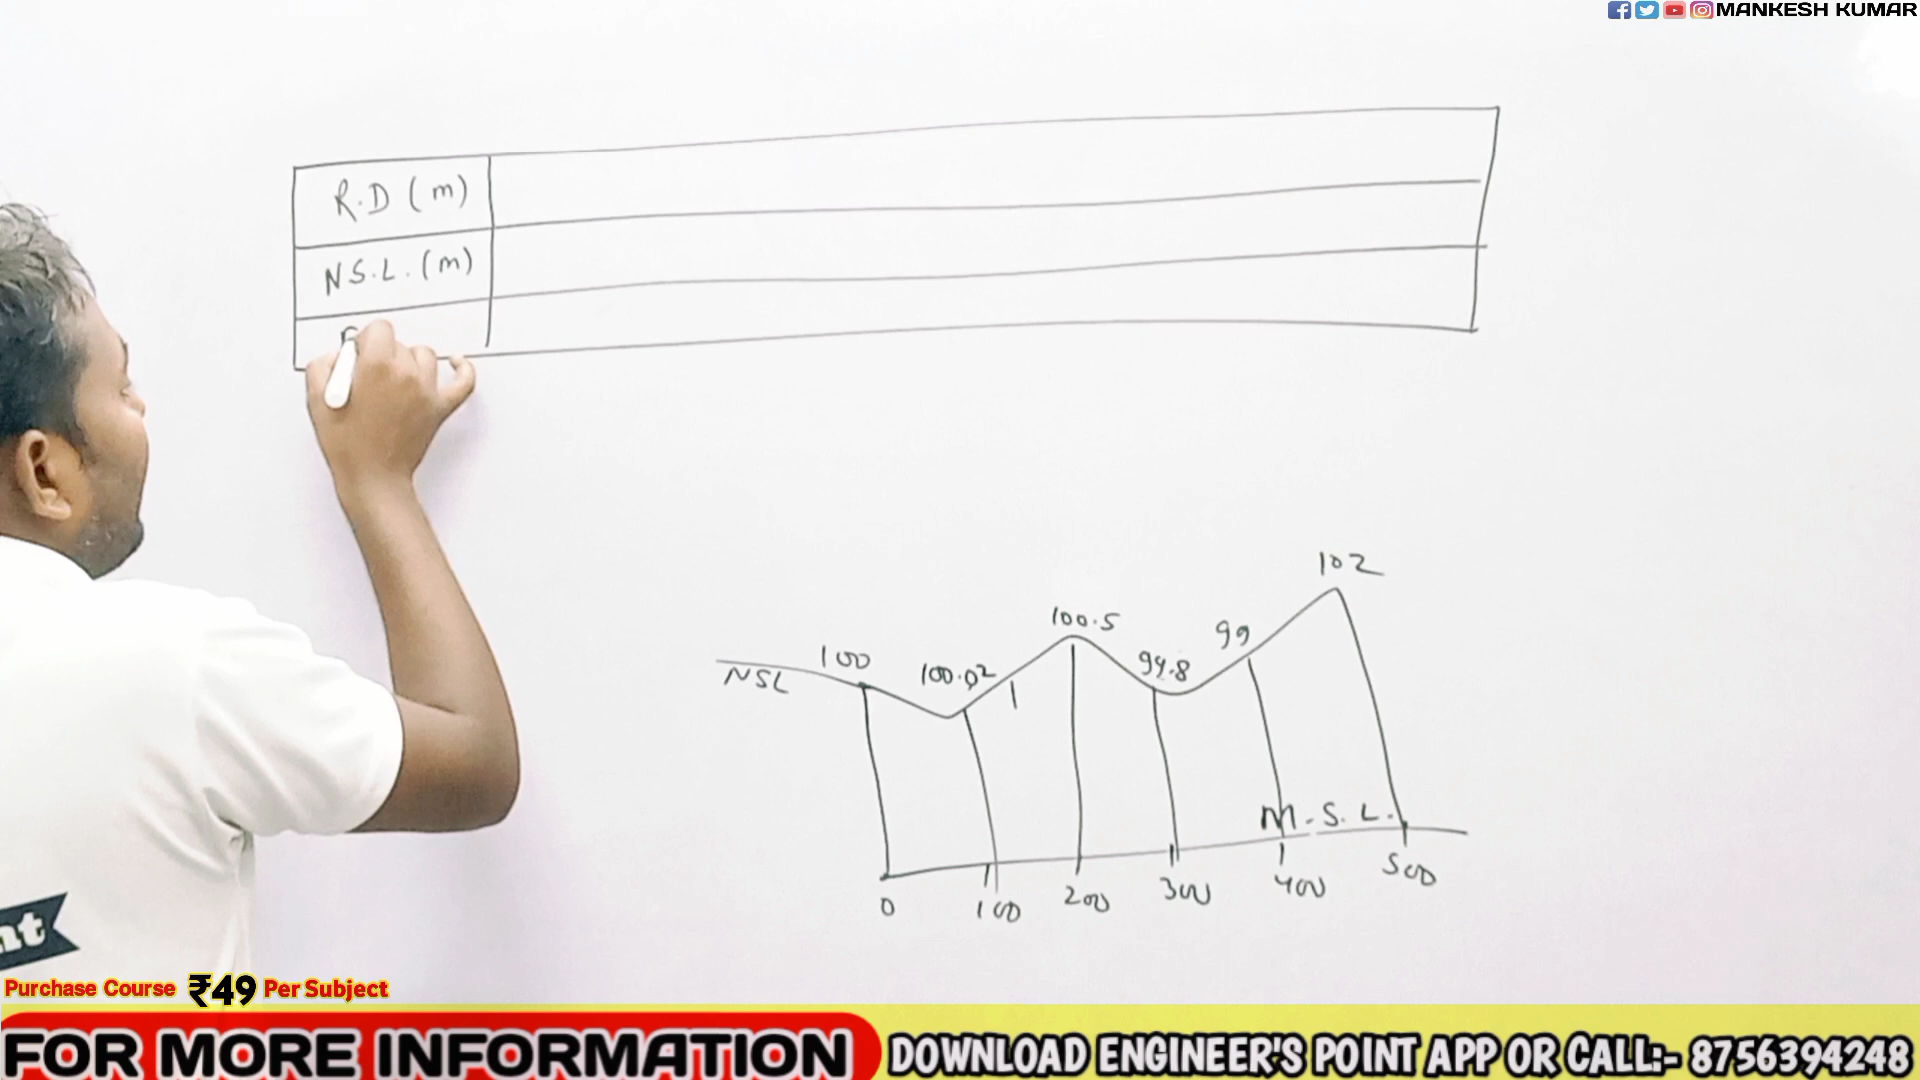 MANKESH KUMAR
R.D (m)
N.S.L. (m)
102
100.5
99
100
100.02
99.8
NSL
M.S.L.
0
100
200
300
400
500
nt
Purchase Course ₹49 Per Subject
FOR MORE INFORMATION
DOWNLOAD ENGINEER'S POINT APP OR CALL:- 8756394248